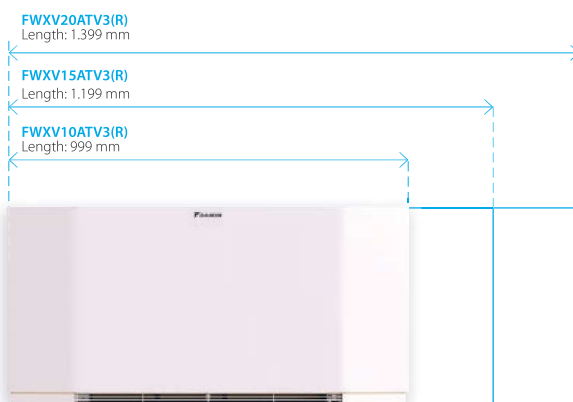 FWXV20ATV3(R)
Length: 1.399 mm
FWXV15ATV3(R)
Length: 1.199 mm
FWXV10ATV3(R)
Length: 999 mm
DAIKIN